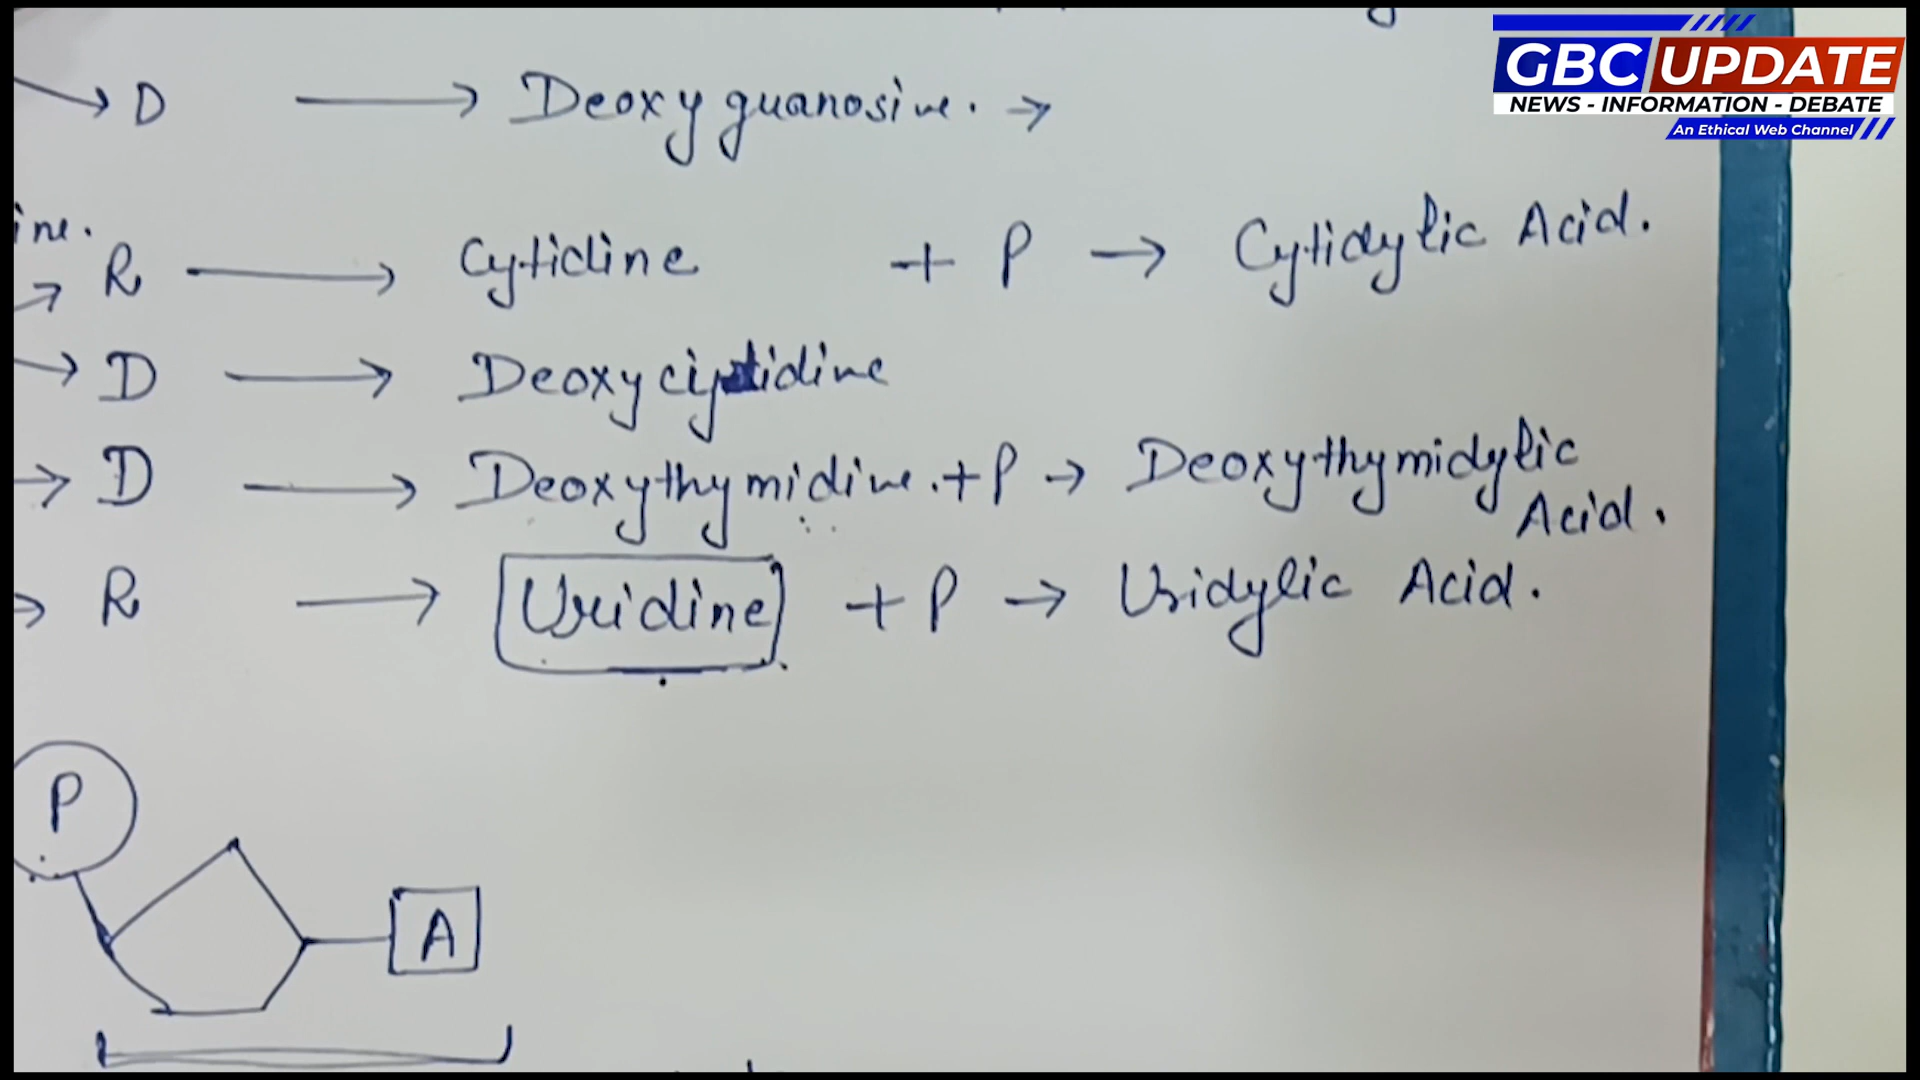 GBC UPDATE
NEWS - INFORMATION - DEBATE
An Ethical Web Channel
D → Deoxyguanosine. →
ine.
R → Cytidine + P → Cytidylic Acid.
D → Deoxycytidine
D → Deoxythymidine. + P → Deoxythymidylic
Acid.
R → Uridine + P → Uridylic Acid.
P
A